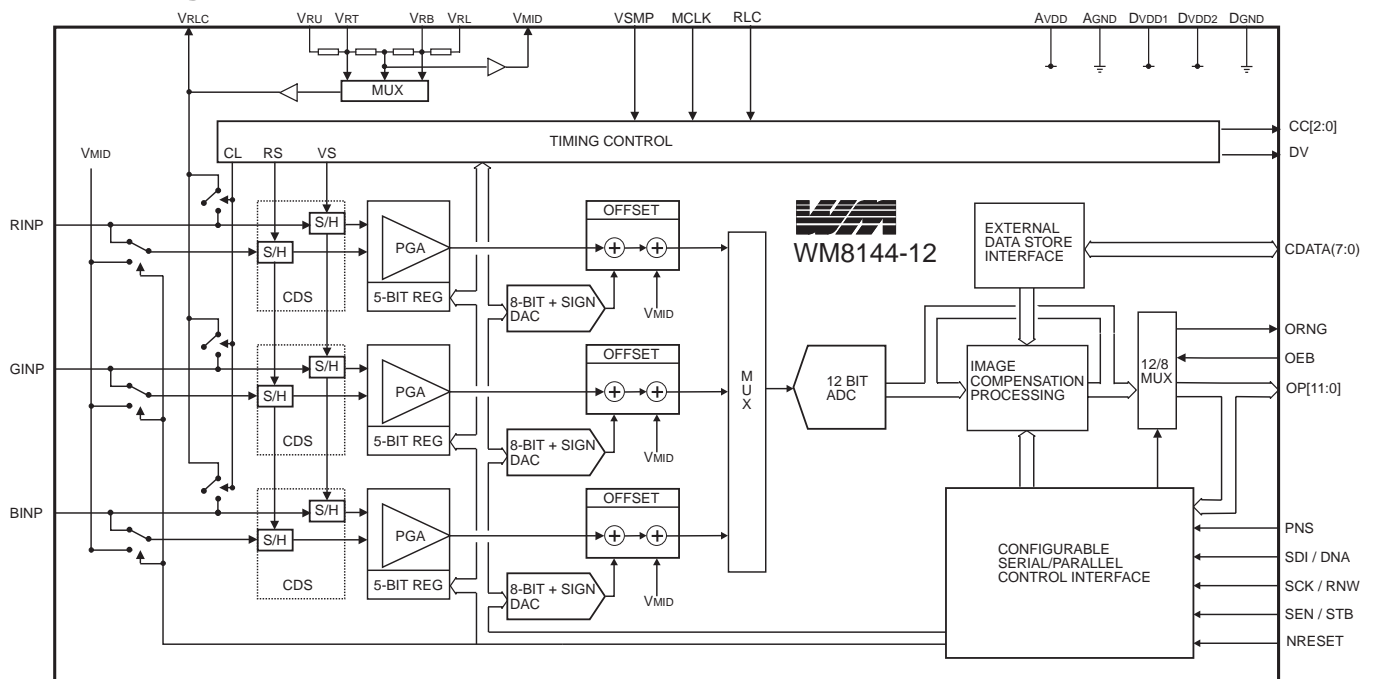 VRLC VRU VRT VRB VRL VMID VSMP MCLK RLC AVDD AGND DVDD1 DVDD2 DGND
MUX
TIMING CONTROL
CC[2:0]
DV
VMID CL RS VS
RINP
S/H
S/H
CDS
PGA
5-BIT REG
OFFSET
8-BIT + SIGN
DAC
VMID
GINP
S/H
S/H
CDS
PGA
5-BIT REG
OFFSET
8-BIT + SIGN
DAC
VMID
BINP
S/H
S/H
CDS
PGA
5-BIT REG
OFFSET
8-BIT + SIGN
DAC
VMID
M
U
X
WM
WM8144-12
12 BIT
ADC
EXTERNAL
DATA STORE
INTERFACE
CDATA(7:0)
IMAGE
COMPENSATION
PROCESSING
12/8
MUX
ORNG
OEB
OP[11:0]
CONFIGURABLE
SERIAL/PARALLEL
CONTROL INTERFACE
PNS
SDI / DNA
SCK / RNW
SEN / STB
NRESET